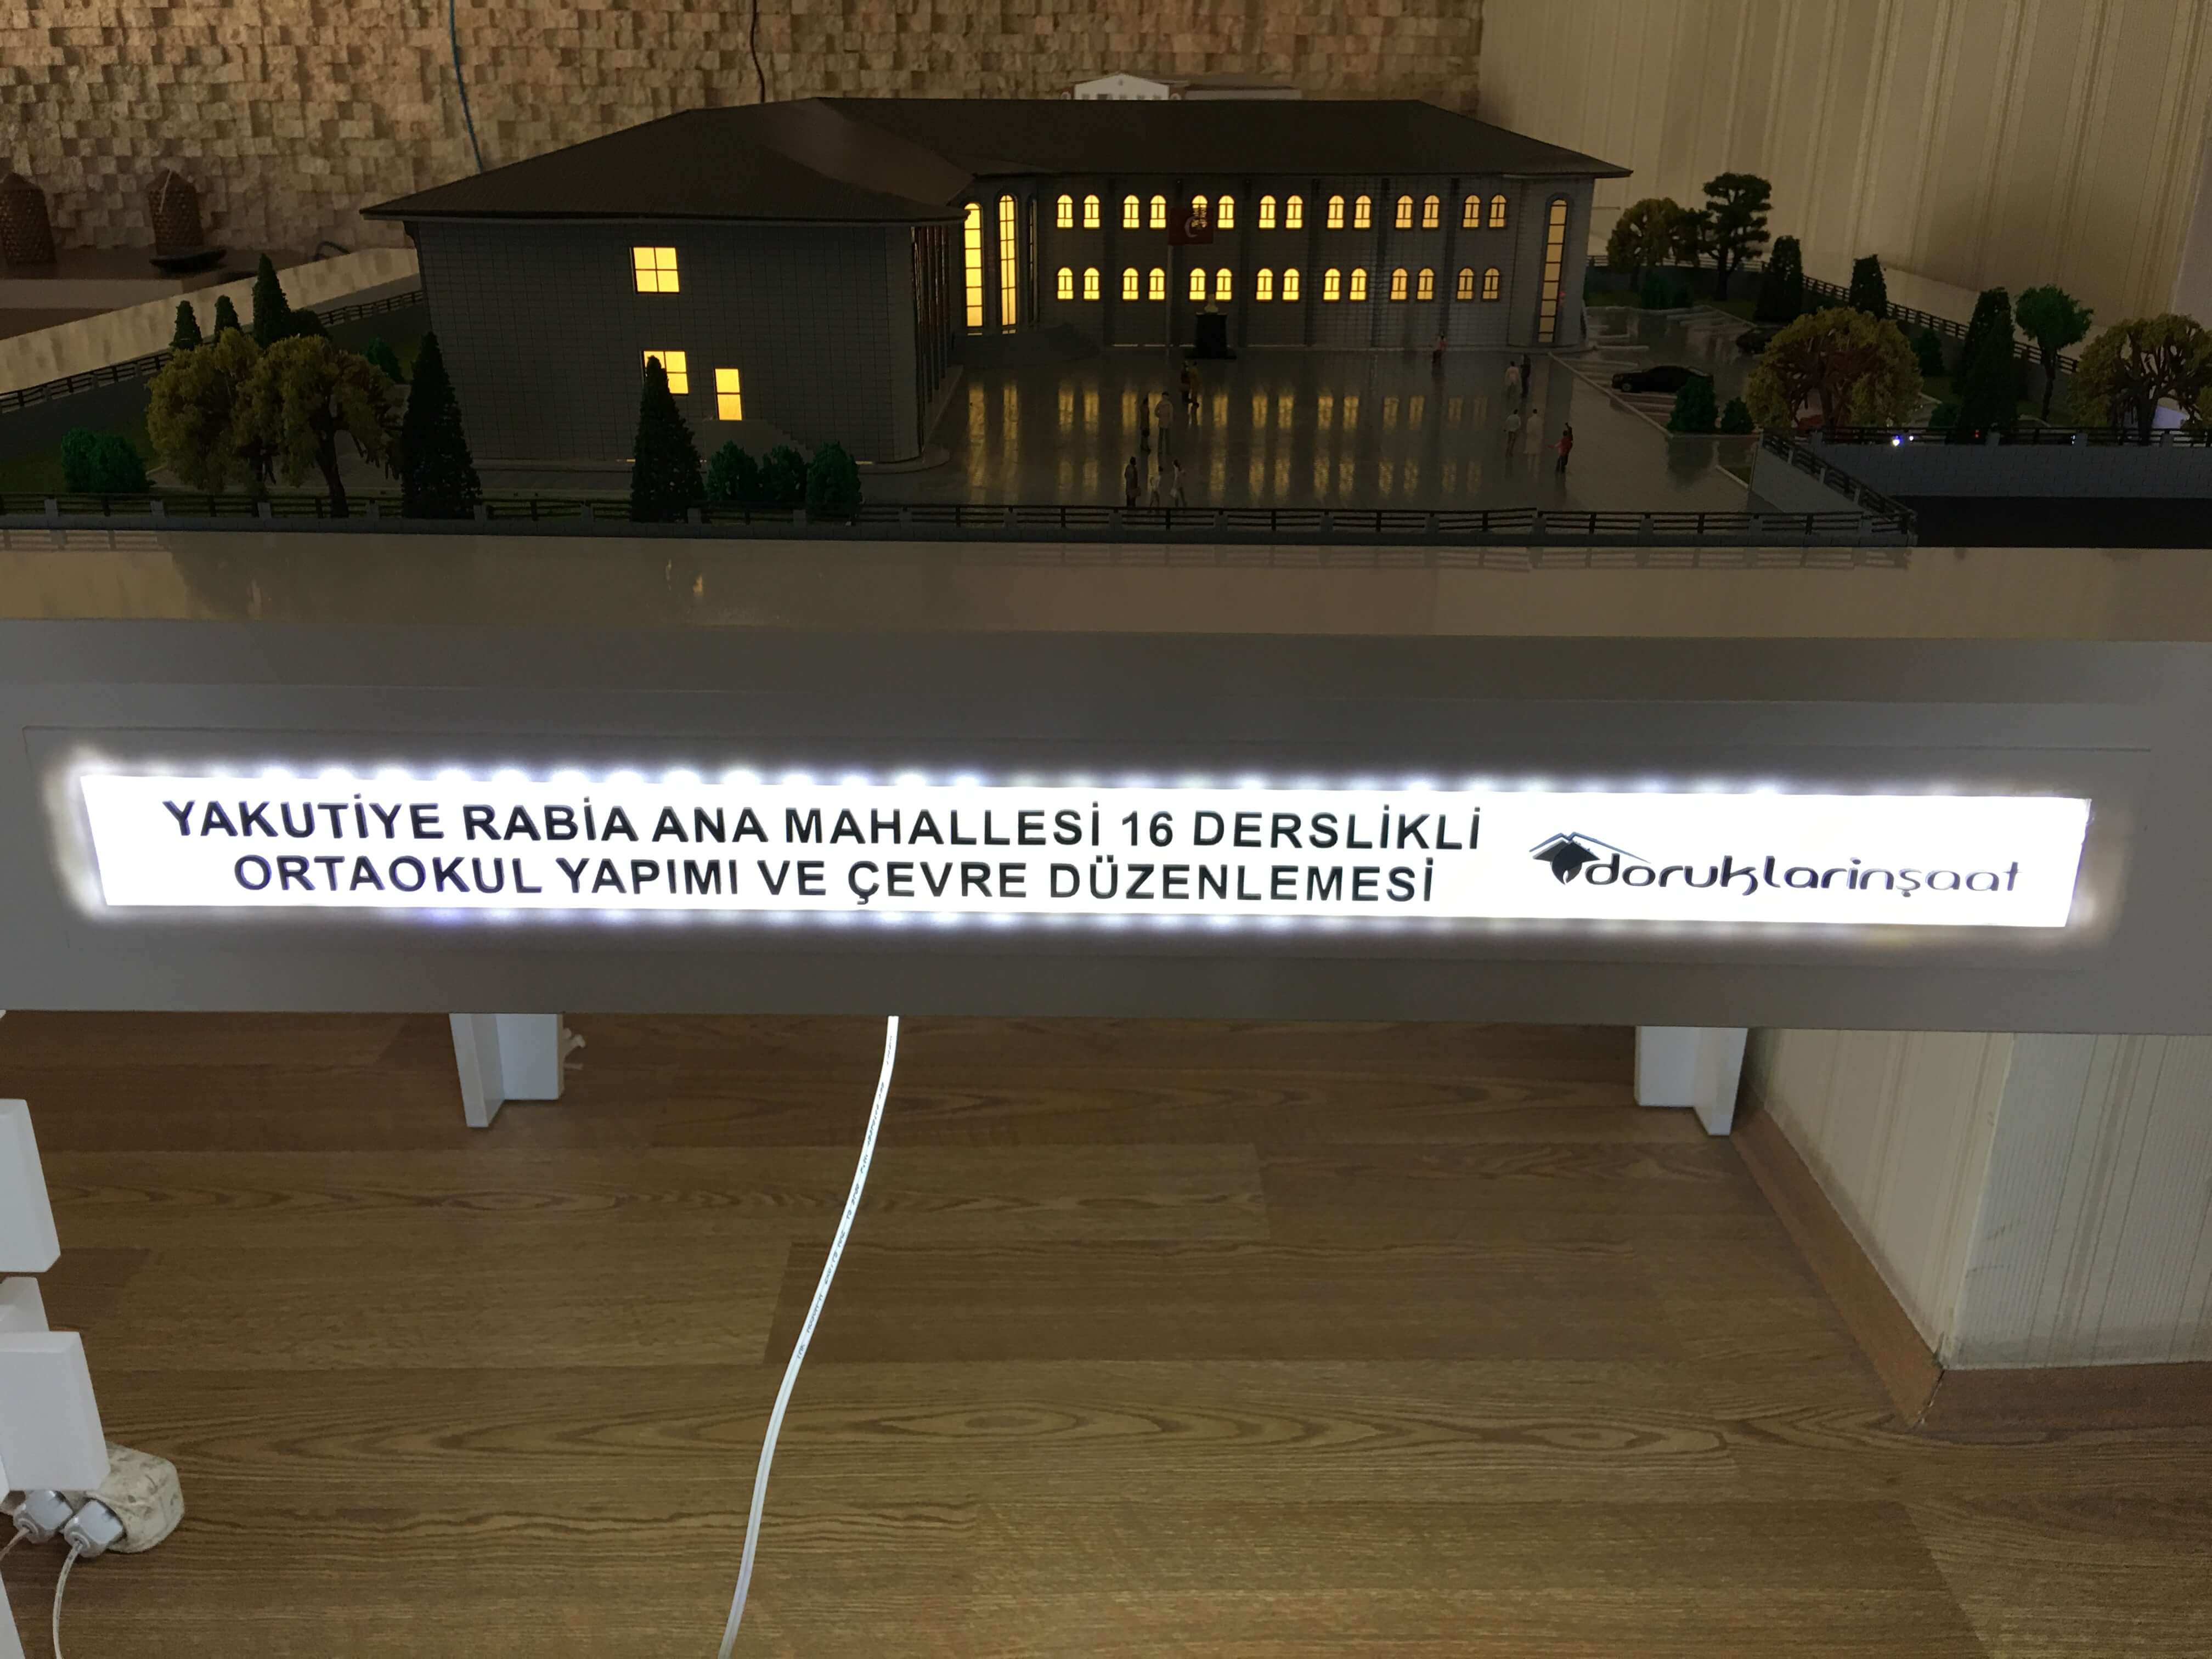 YAKUTİYE RABİA ANA MAHALLESİ 16 DERSLİKLİ
ORTAOKUL YAPIMI VE ÇEVRE DÜZENLEMESİ
doruklarinşaat